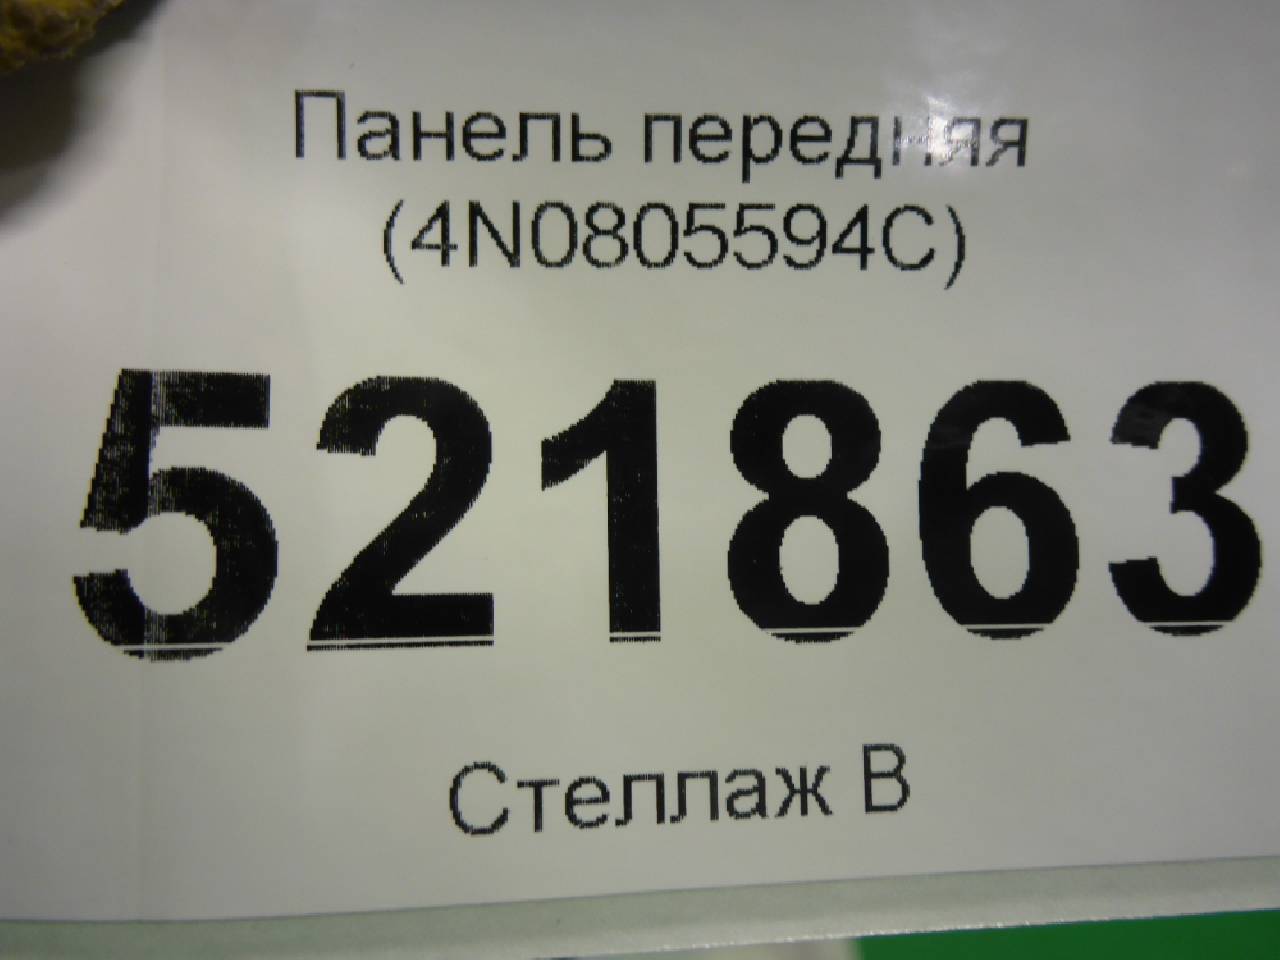 Панель передняя
(4N0805594C)
521863
Стеллаж В